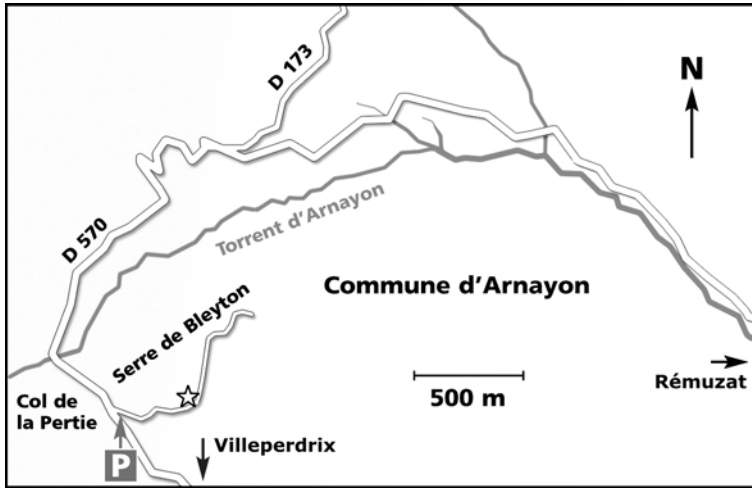 D 173
N
D 570
Torrent d'Arnayon
Commune d'Arnayon
Serre de Bleyton
500 m
Rémuzat
Col de
la Pertie
Villeperdrix
P